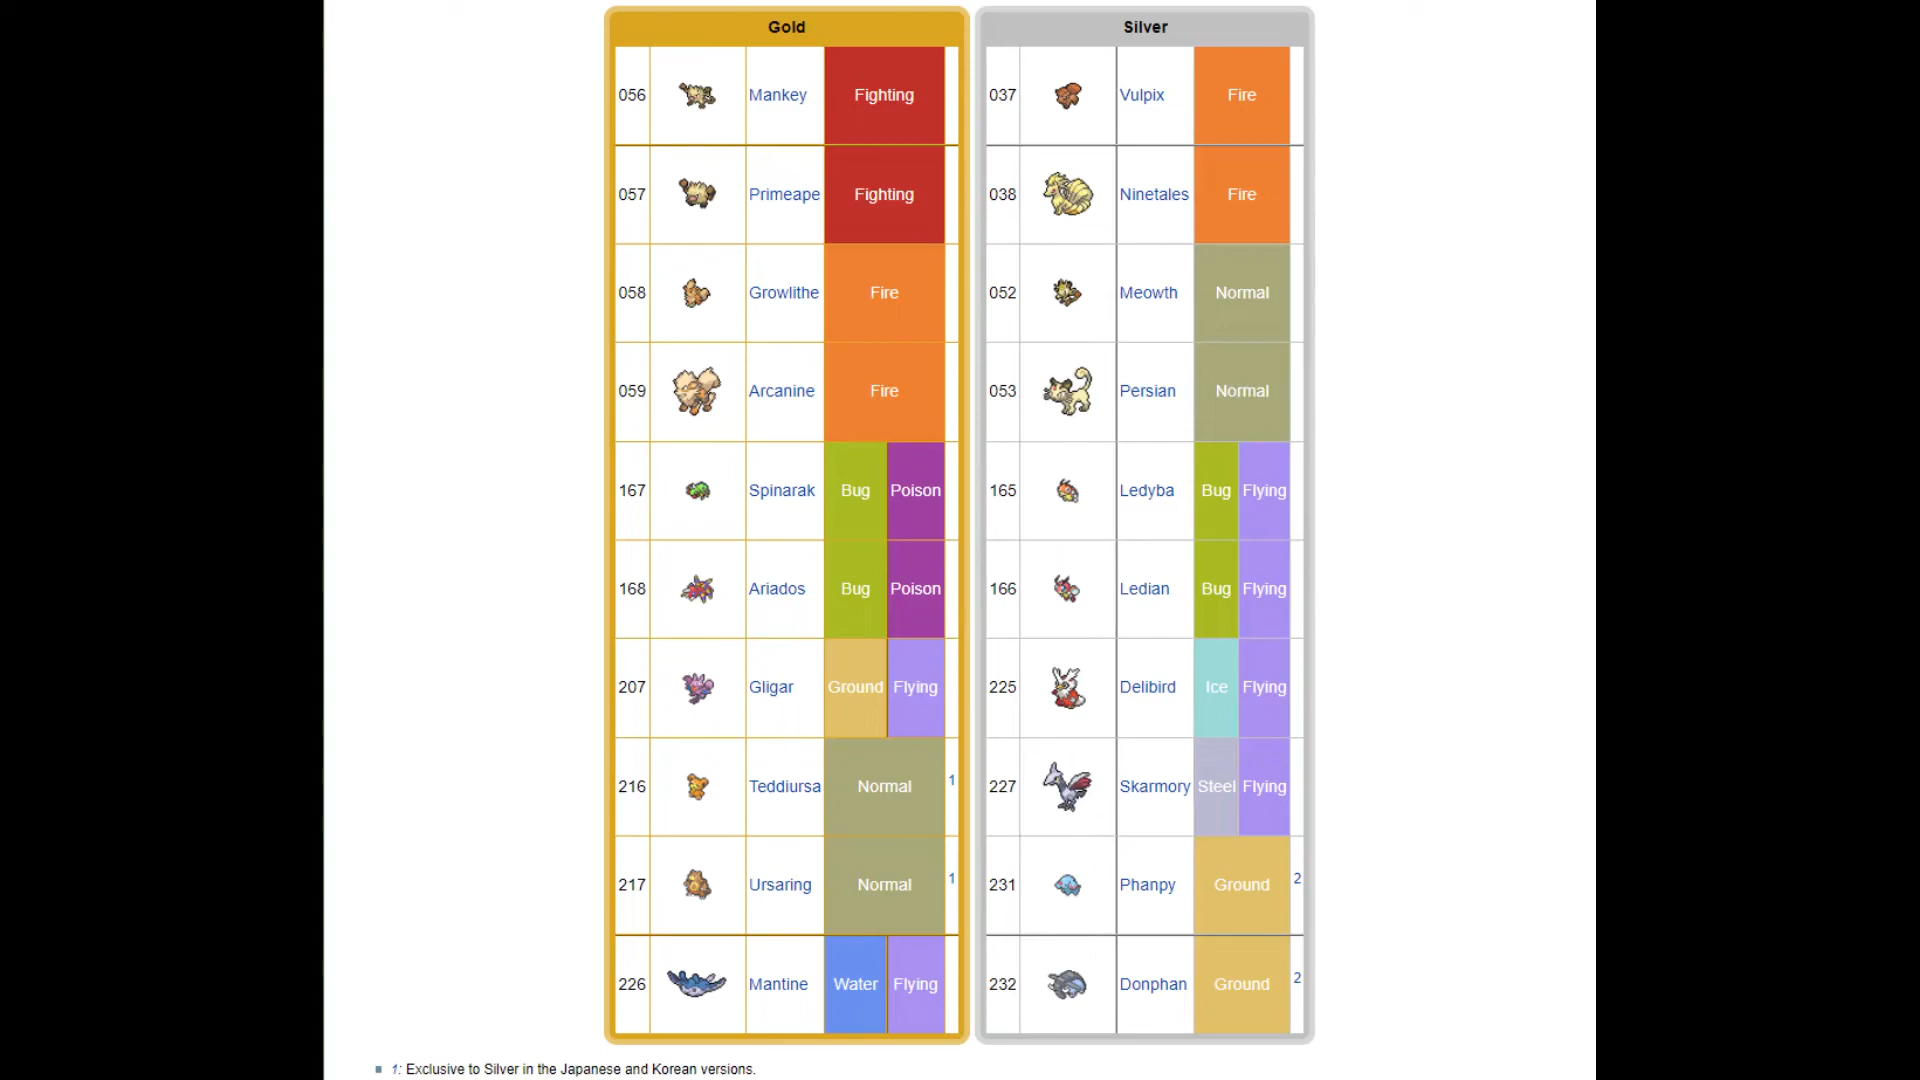 Gold
056 Mankey Fighting
057 Primeape Fighting
058 Growlithe Fire
059 Arcanine Fire
167 Spinarak Bug Poison
168 Ariados Bug Poison
207 Gligar Ground Flying
216 Teddiursa Normal 1
217 Ursaring Normal 1
226 Mantine Water Flying
Silver
037 Vulpix Fire
038 Ninetales Fire
052 Meowth Normal
053 Persian Normal
165 Ledyba Bug Flying
166 Ledian Bug Flying
225 Delibird Ice Flying
227 Skarmory Steel Flying
231 Phanpy Ground 2
232 Donphan Ground 2
1: Exclusive to Silver in the Japanese and Korean versions.